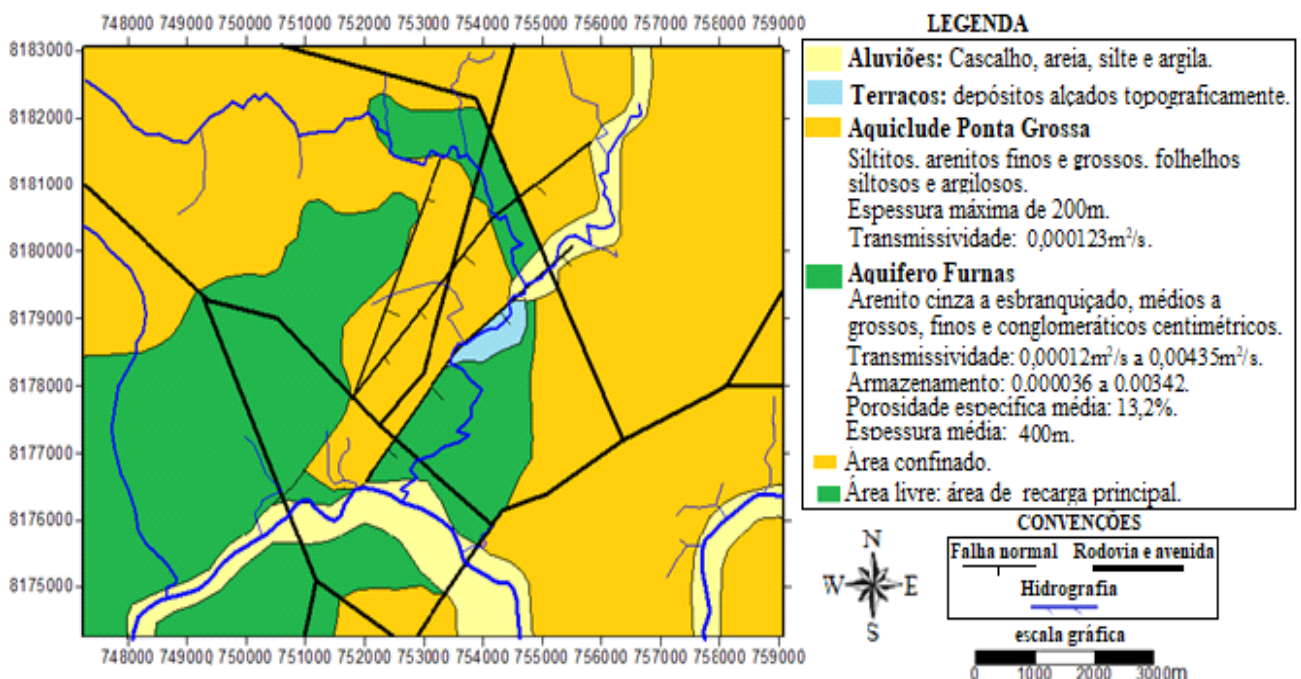 748000 749000 750000 751000 752000 753000 754000 755000 756000 757000 758000 759000
8183000
8182000
8181000
8180000
8179000
8178000
8177000
8176000
8175000
748000 749000 750000 751000 752000 753000 754000 755000 756000 757000 758000 759000
LEGENDA
Aluviões: Cascalho, areia, silte e argila.
Terraços: depósitos alçados topograficamente.
Aquiclude Ponta Grossa
Siltitos. arenitos finos e grossos. folhelhos
siltosos e argilosos.
Espessura máxima de 200m.
Transmissividade: 0,000123m²/s.
Aquifero Furnas
Arenito cinza a esbranquiçado, médios a
grossos, finos e conglomeráticos centimétricos.
Transmissividade: 0,00012m²/s a 0,00435m²/s.
Armazenamento: 0.000036 a 0.00342.
Porosidade específica média: 13,2%.
Espessura média: 400m.
Área confinado.
Área livre: área de recarga principal.
CONVENÇÕES
Falha normal Rodovia e avenida
Hidrografia
escala gráfica
0 1000 2000 3000m
N
W E
S